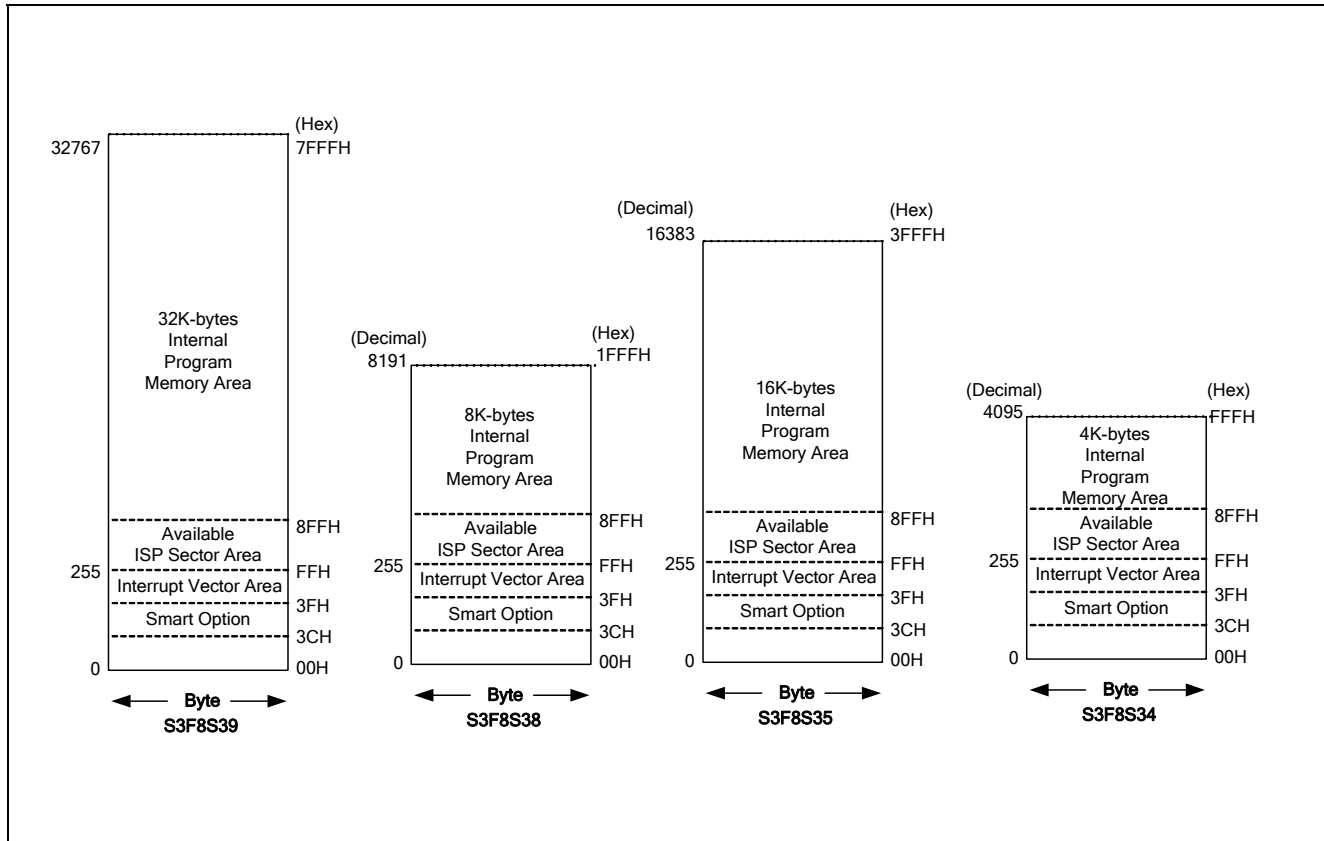 (Hex)
32767
7FFFH
32K-bytes
Internal
Program
Memory Area
8FFH
Available
ISP Sector Area
255
FFH
Interrupt Vector Area
3FH
Smart Option
3CH
0
00H
Byte
S3F8S39
(Decimal)
(Hex)
8191
1FFFH
8K-bytes
Internal
Program
Memory Area
8FFH
Available
ISP Sector Area
255
FFH
Interrupt Vector Area
3FH
Smart Option
3CH
0
00H
Byte
S3F8S38
(Decimal)
(Hex)
16383
3FFFH
16K-bytes
Internal
Program
Memory Area
8FFH
Available
ISP Sector Area
255
FFH
Interrupt Vector Area
3FH
Smart Option
3CH
0
00H
Byte
S3F8S35
(Decimal)
(Hex)
4095
FFFH
4K-bytes
Internal
Program
Memory Area
8FFH
Available
ISP Sector Area
255
FFH
Interrupt Vector Area
3FH
Smart Option
3CH
0
00H
Byte
S3F8S34